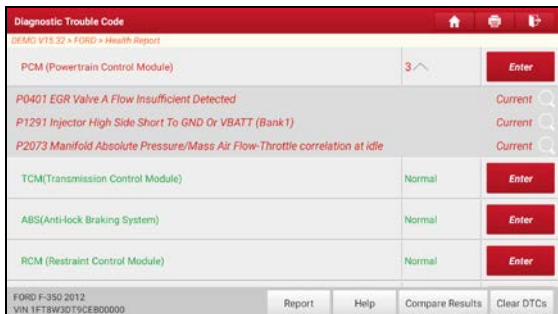 Diagnostic Trouble Code
DEMO V15.32 > FORD > Health Report
PCM (Powertrain Control Module) 3 Enter
P0401 EGR Valve A Flow Insufficient Detected Current
P1291 Injector High Side Short To GND Or VBATT (Bank1) Current
P2073 Manifold Absolute Pressure/Mass Air Flow-Throttle correlation at idle Current
TCM(Transmission Control Module) Normal Enter
ABS(Anti-lock Braking System) Normal Enter
RCM (Restraint Control Module) Normal Enter
FORD F-350 2012
VIN 1FT8W3DT9CEB00000
Report Help Compare Results Clear DTCs